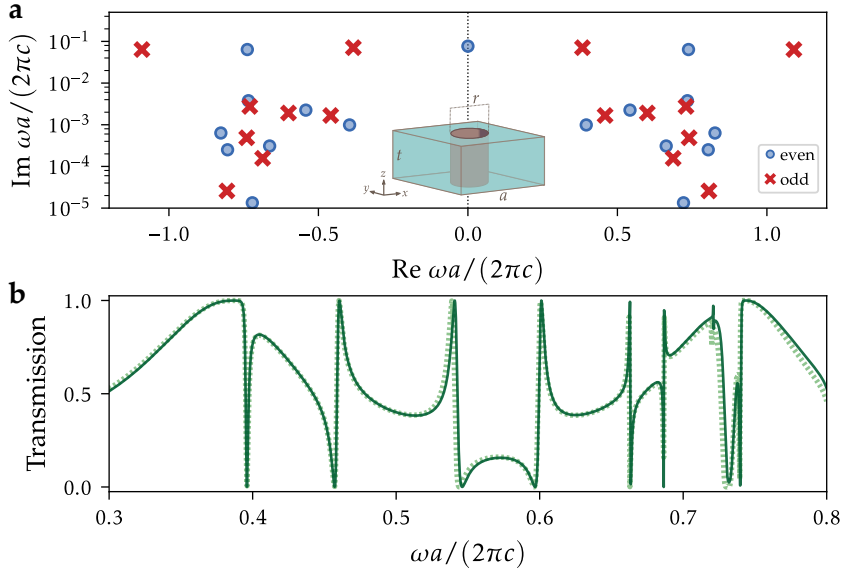 a
Im ωa/(2πc)
10⁻¹
10⁻²
10⁻³
10⁻⁴
10⁻⁵
r
t
z
y
x
a
even
odd
−1.0
−0.5
0.0
0.5
1.0
Re ωa/(2πc)
b
Transmission
1.0
0.5
0.0
0.3
0.4
0.5
0.6
0.7
0.8
ωa/(2πc)